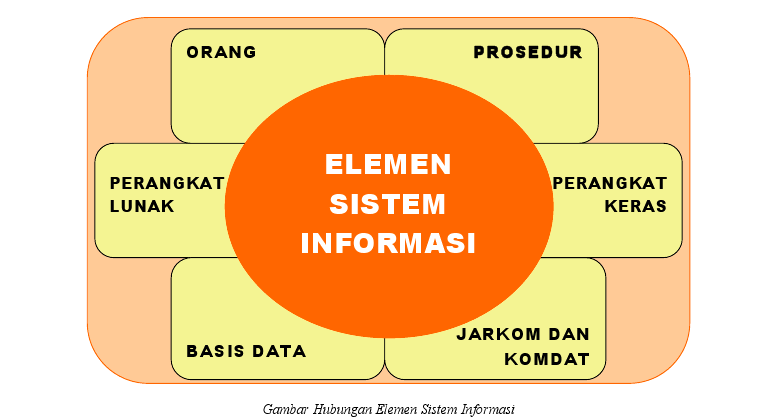 ORANG
PROSEDUR
PERANGKAT
LUNAK
ELEMEN
SISTEM
INFORMASI
PERANGKAT
KERAS
BASIS DATA
JARKOM DAN
KOMDAT
Gambar Hubungan Elemen Sistem Informasi